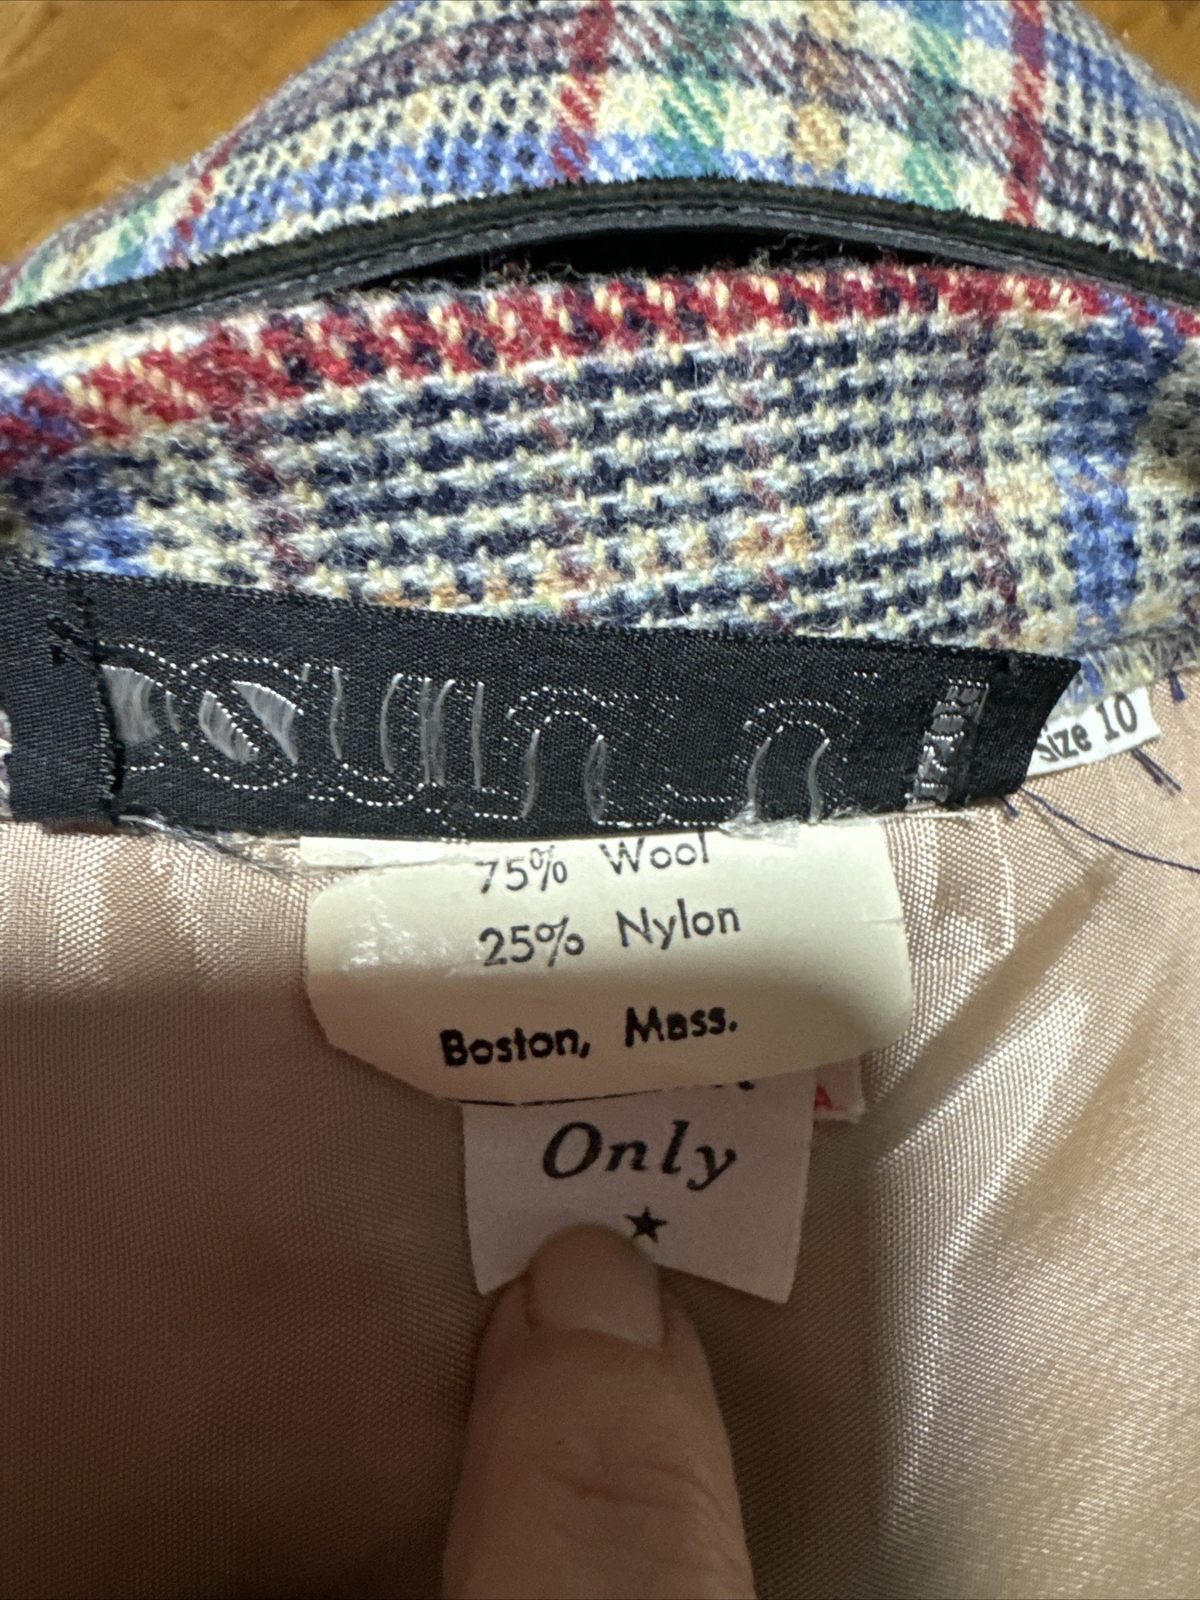 Size 10
75% Wool
25% Nylon
Boston, Mass.
Only